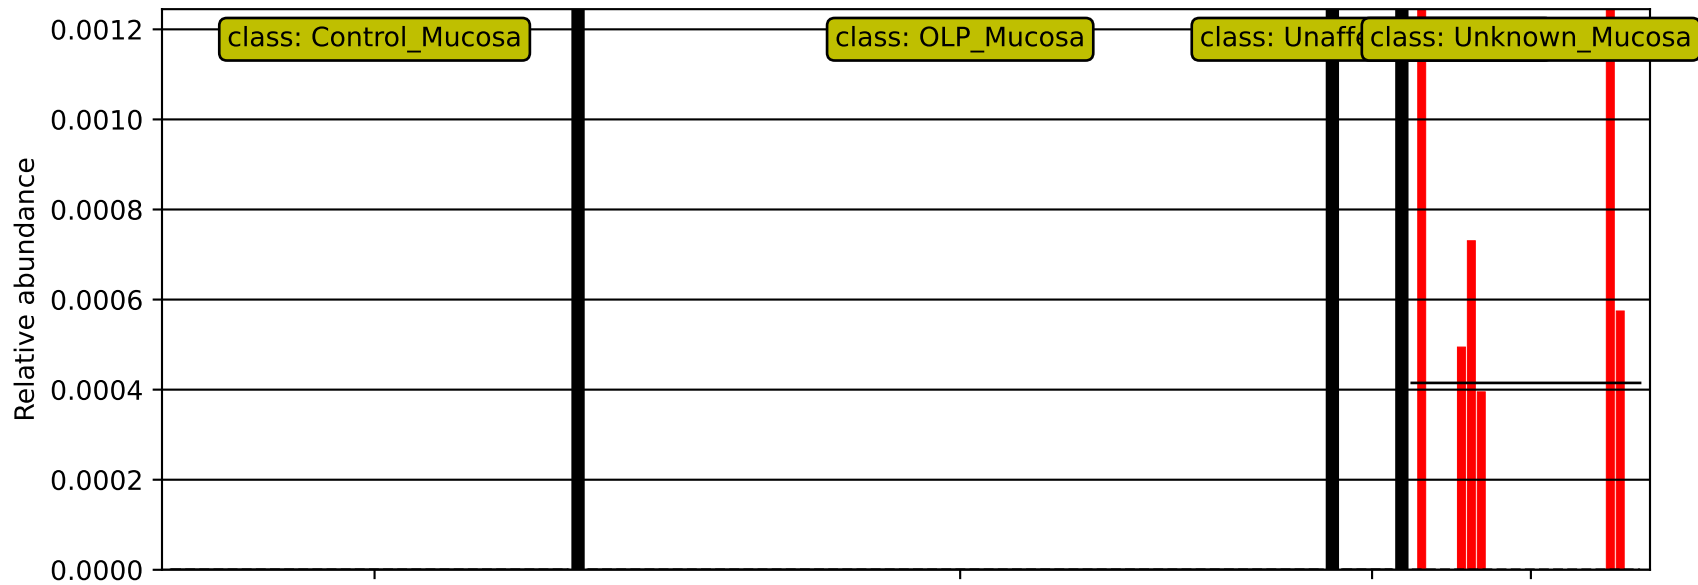 0.0012
class: Control_Mucosa
class: OLP_Mucosa
class: Unaffe
class: Unknown_Mucosa
0.0010
0.0008
0.0006
0.0004
0.0002
0.0000
Relative abundance